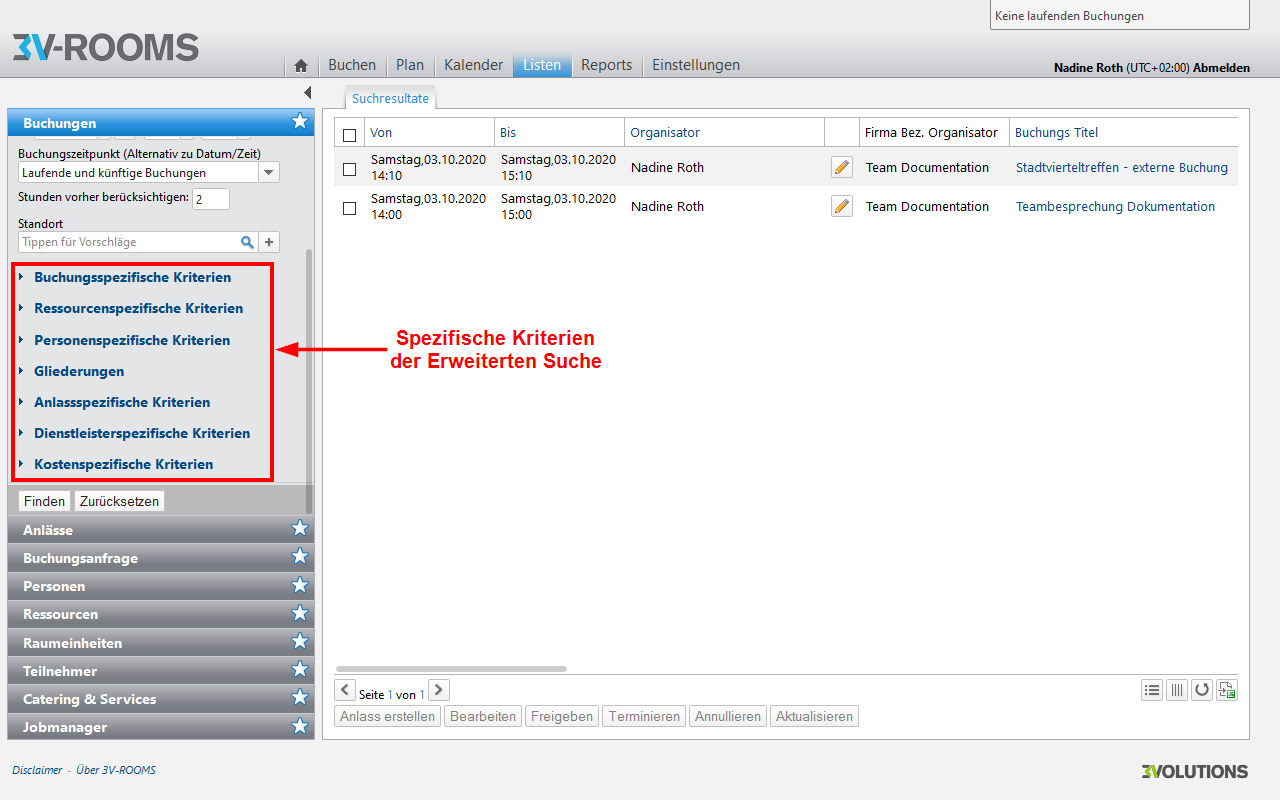 Keine laufenden Buchungen
3V-ROOMS
Buchen Plan Kalender Listen Reports Einstellungen
Nadine Roth (UTC+02:00) Abmelden
Buchungen
Buchungszeitpunkt (Alternativ zu Datum/Zeit)
Laufende und künftige Buchungen
Stunden vorher berücksichtigen: 2
Standort
Tippen für Vorschläge
Buchungsspezifische Kriterien
Ressourcenspezifische Kriterien
Personenspezifische Kriterien
Gliederungen
Anlassspezifische Kriterien
Dienstleisterspezifische Kriterien
Kostenspezifische Kriterien
Finden Zurücksetzen
Anlässe
Buchungsanfrage
Personen
Ressourcen
Raumeinheiten
Teilnehmer
Catering & Services
Jobmanager
Spezifische Kriterien
der Erweiterten Suche
Suchresultate
Von Bis Organisator Firma Bez. Organisator Buchungs Titel
Samstag,03.10.2020 Samstag,03.10.2020 Nadine Roth Team Documentation Stadtvierteltreffen - externe Buchung
14:10 15:10
Samstag,03.10.2020 Samstag,03.10.2020 Nadine Roth Team Documentation Teambesprechung Dokumentation
14:00 15:00
Seite 1 von 1
Anlass erstellen Bearbeiten Freigeben Terminieren Annullieren Aktualisieren
Disclaimer - Über 3V-ROOMS
3VOLUTIONS